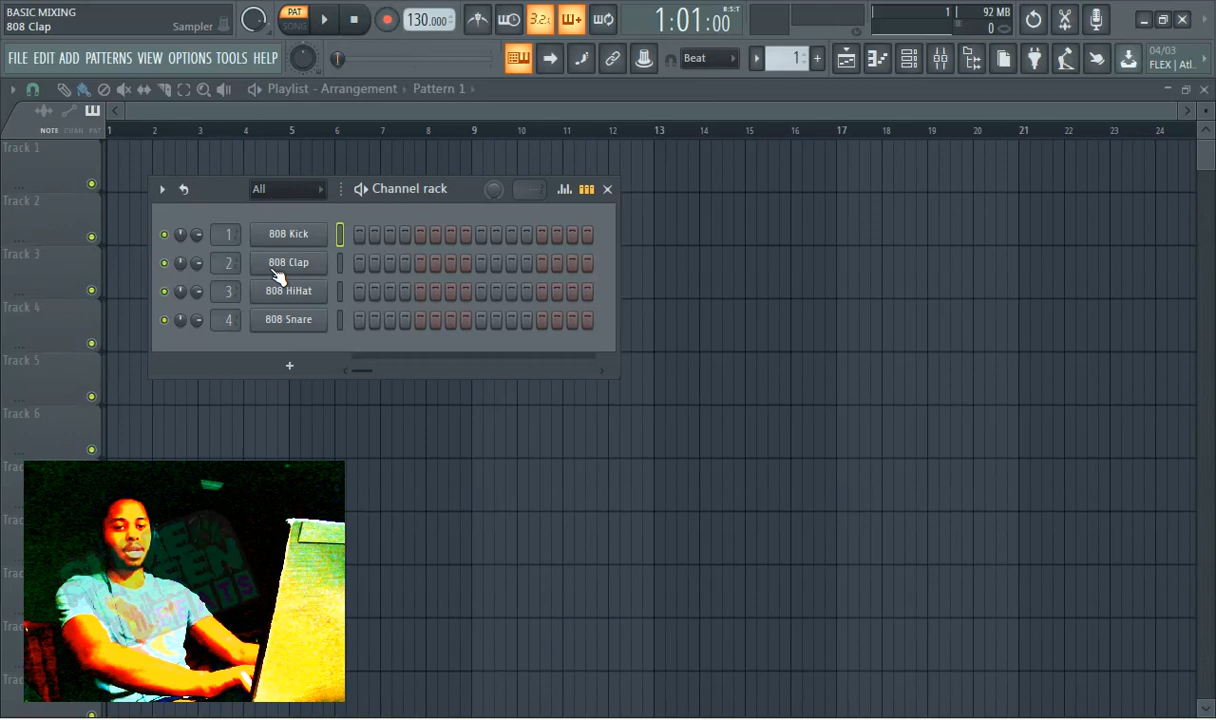 BASIC MIXING
808 Clap
Sampler
PAT
SONG
130.000
3.2
1:01:00
B:S:T
1
92 MB
0
FILE EDIT ADD PATTERNS VIEW OPTIONS TOOLS HELP
Beat
1
+
04/03
FLEX | Atl.
Playlist - Arrangement
Pattern 1
NOTE CHAN PAT
1 2 3 4 5 6 7 8 9 10 11 12 13 14 15 16 17 18 19 20 21 22 23 24
Track 1
Track 2
Track 3
Track 4
Track 5
Track 6
All
Channel rack
1 808 Kick
2 808 Clap
3 808 HiHat
4 808 Snare
+